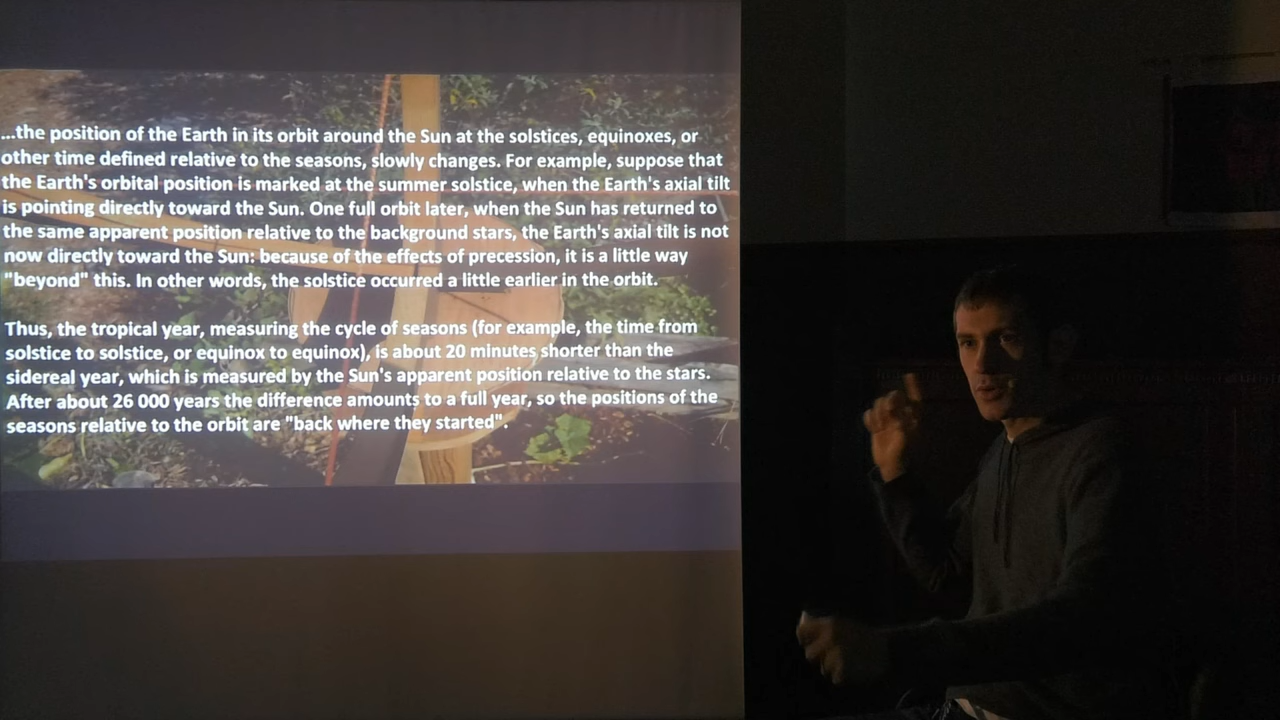 ...the position of the Earth in its orbit around the Sun at the solstices, equinoxes, or
other time defined relative to the seasons, slowly changes. For example, suppose that
the Earth's orbital position is marked at the summer solstice, when the Earth's axial tilt
is pointing directly toward the Sun. One full orbit later, when the Sun has returned to
the same apparent position relative to the background stars, the Earth's axial tilt is not
now directly toward the Sun: because of the effects of precession, it is a little way
"beyond" this. In other words, the solstice occurred a little earlier in the orbit.
Thus, the tropical year, measuring the cycle of seasons (for example, the time from
solstice to solstice, or equinox to equinox), is about 20 minutes shorter than the
sidereal year, which is measured by the Sun's apparent position relative to the stars.
After about 26 000 years the difference amounts to a full year, so the positions of the
seasons relative to the orbit are "back where they started".